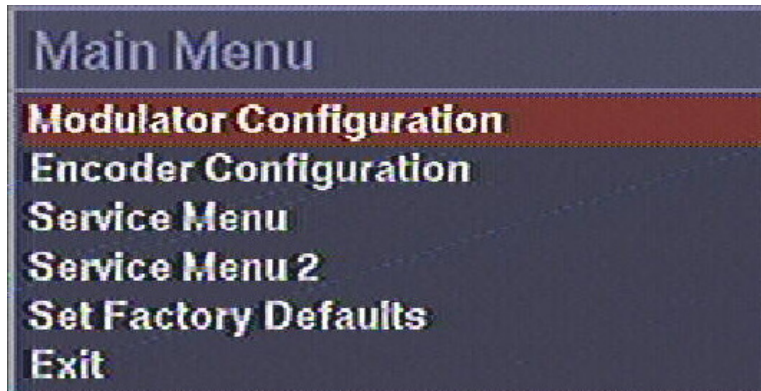 Main Menu
Modulator Configuration
Encoder Configuration
Service Menu
Service Menu 2
Set Factory Defaults
Exit